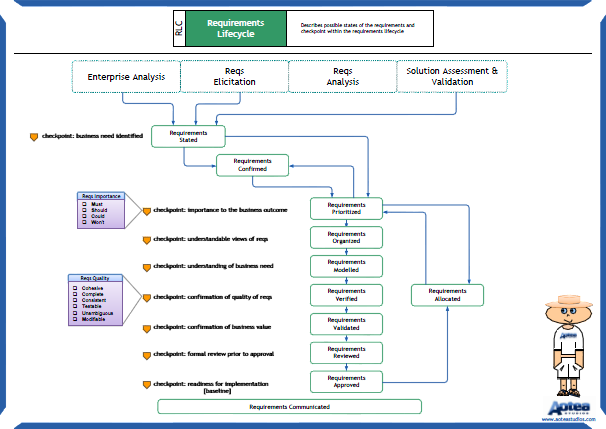 RLC
Requirements
Lifecycle
Describes possible states of the requirements and
checkpoint within the requirements lifecycle
Enterprise Analysis
Reqs
Elicitation
Reqs
Analysis
Solution Assessment &
Validation
checkpoint: business need identified
Requirements
Stated
Requirements
Confirmed
Reqs Importance
Must
Should
Could
Won't
checkpoint: importance to the business outcome
Requirements
Prioritized
checkpoint: understandable views of reqs
Requirements
Organized
checkpoint: understanding of business need
Requirements
Modelled
Reqs Quality
Cohesive
Complete
Consistent
Testable
Unambiguous
Modifiable
checkpoint: confirmation of quality of reqs
Requirements
Verified
Requirements
Allocated
checkpoint: confirmation of business value
Requirements
Validated
checkpoint: formal review prior to approval
Requirements
Reviewed
checkpoint: readiness for implementation
[baseline]
Requirements
Approved
Requirements Communicated
Aotea
Aotea
STUDIOS
www.aoteastudios.com